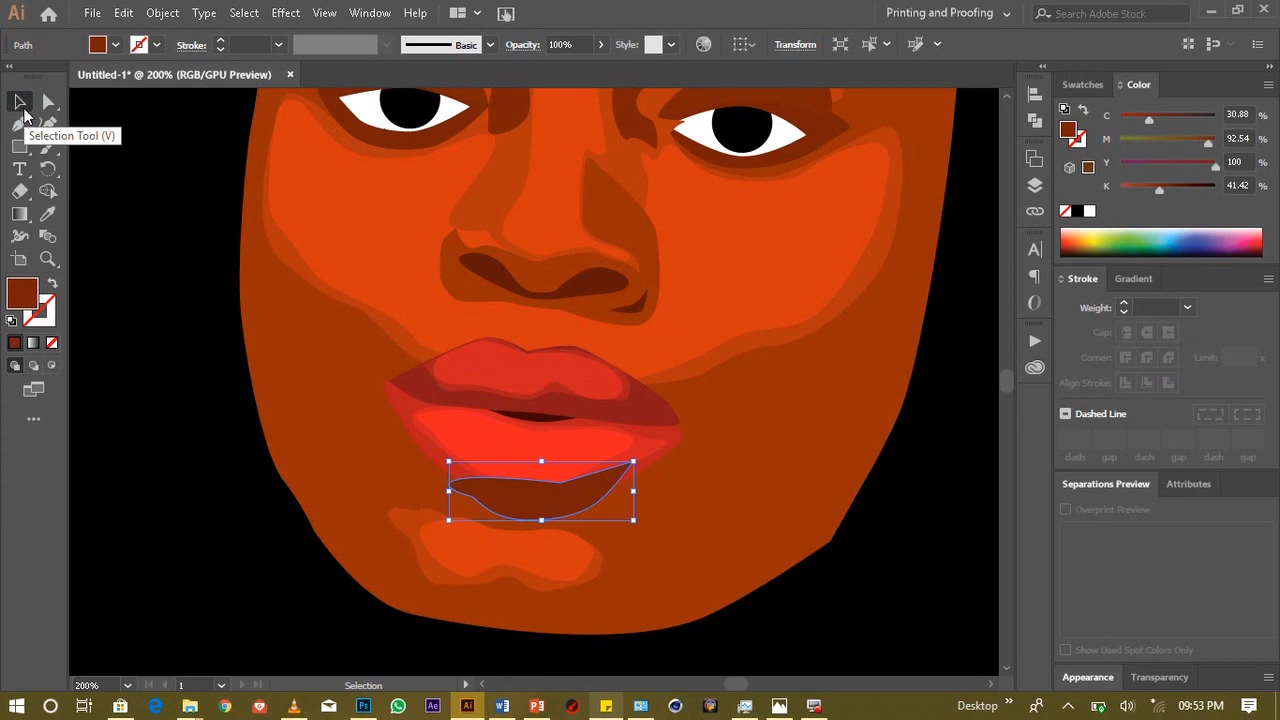 Ai File Edit Object Type Select Effect View Window Help Printing and Proofing Search Adobe Stock
Path Stroke: Basic Opacity: 100% Style: Transform
Untitled-1* @ 200% (RGB/GPU Preview)
Selection Tool (V)
T
Swatches Color
C 30.88 %
M 92.54 %
Y 100 %
K 41.42 %
Stroke Gradient
Weight:
Cap:
Corner: Limit: x
Align Stroke:
Dashed Line
dash gap dash gap dash gap
Separations Preview Attributes
Overprint Preview
Show Used Spot Colors Only
Appearance Transparency
200% 1 Selection
Ps Ae Ai W P Desktop 09:53 PM